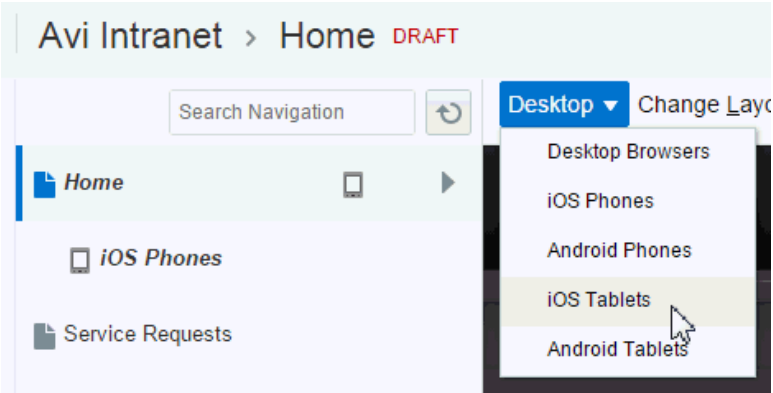 Avi Intranet > Home DRAFT
Search Navigation
Desktop Change Layo
Desktop Browsers
Home
iOS Phones
Android Phones
iOS Phones
iOS Tablets
Service Requests
Android Tablets